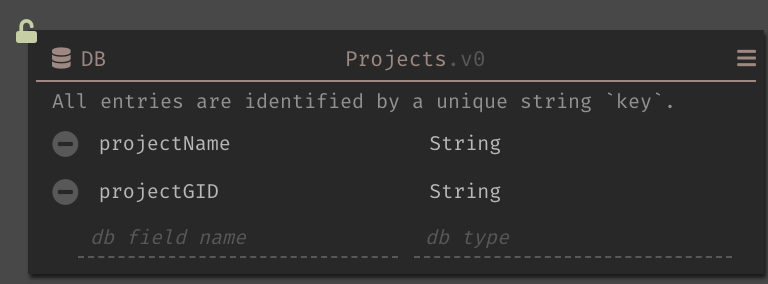 DB Projects.v0
All entries are identified by a unique string `key`.
projectName String
projectGID String
db field name db type